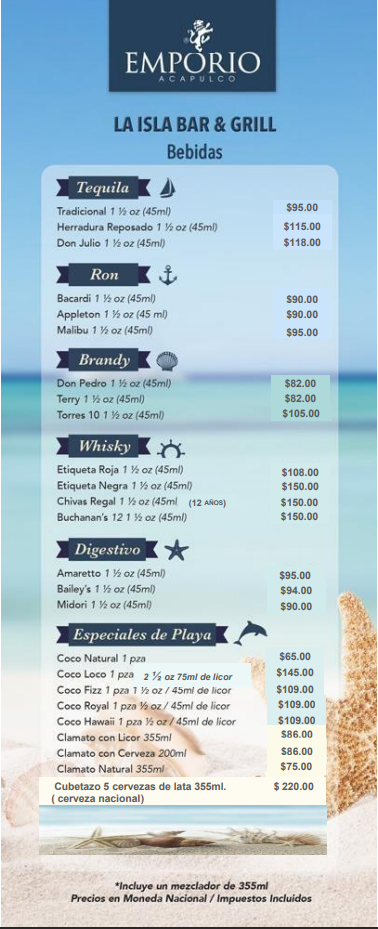 EMPORIO
ACAPULCO
LA ISLA BAR & GRILL
Bebidas
Tequila
Tradicional 1 ½ oz (45ml) $95.00
Herradura Reposado 1 ½ oz (45ml) $115.00
Don Julio 1 ½ oz (45ml) $118.00
Ron
Bacardi 1 ½ oz (45ml) $90.00
Appleton 1 ½ oz (45 ml) $90.00
Malibu 1 ½ oz (45ml) $95.00
Brandy
Don Pedro 1 ½ oz (45ml) $82.00
Terry 1 ½ oz (45ml) $82.00
Torres 10 1 ½ oz (45ml) $105.00
Whisky
Etiqueta Roja 1 ½ oz (45ml) $108.00
Etiqueta Negra 1 ½ oz (45ml) $150.00
Chivas Regal 1 ½ oz (45ml (12 AÑOS) $150.00
Buchanan's 12 1 ½ oz (45ml) $150.00
Digestivo
Amaretto 1 ½ oz (45ml) $95.00
Bailey's 1 ½ oz (45ml) $94.00
Midori 1 ½ oz (45ml) $90.00
Especiales de Playa
Coco Natural 1 pza $65.00
Coco Loco 1 pza 2 ½ oz 75ml de licor $145.00
Coco Fizz 1 pza 1 ½ oz / 45ml de licor $109.00
Coco Royal 1 pza ½ oz / 45ml de licor $109.00
Coco Hawaii 1 pza ½ oz / 45ml de licor $109.00
Clamato con Licor 355ml $86.00
Clamato con Cerveza 200ml $86.00
Clamato Natural 355ml $75.00
Cubetazo 5 cervezas de lata 355ml. $ 220.00
( cerveza nacional)
*Incluye un mezclador de 355ml
Precios en Moneda Nacional / Impuestos Incluidos